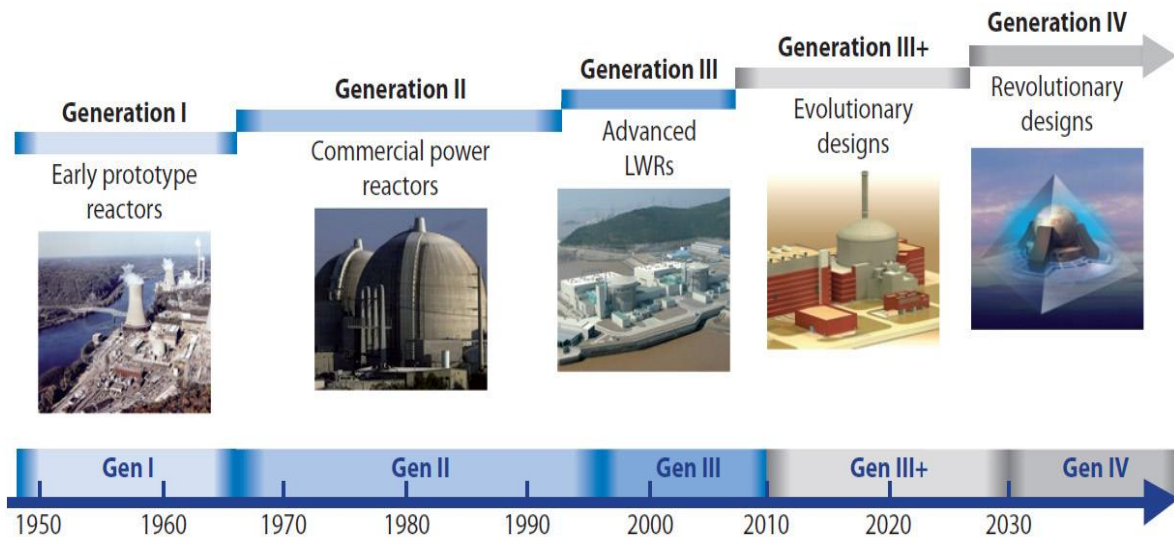 Generation I
Early prototype
reactors
Generation II
Commercial power
reactors
Generation III
Advanced
LWRs
Generation III+
Evolutionary
designs
Generation IV
Revolutionary
designs
Gen I
Gen II
Gen III
Gen III+
Gen IV
1950
1960
1970
1980
1990
2000
2010
2020
2030